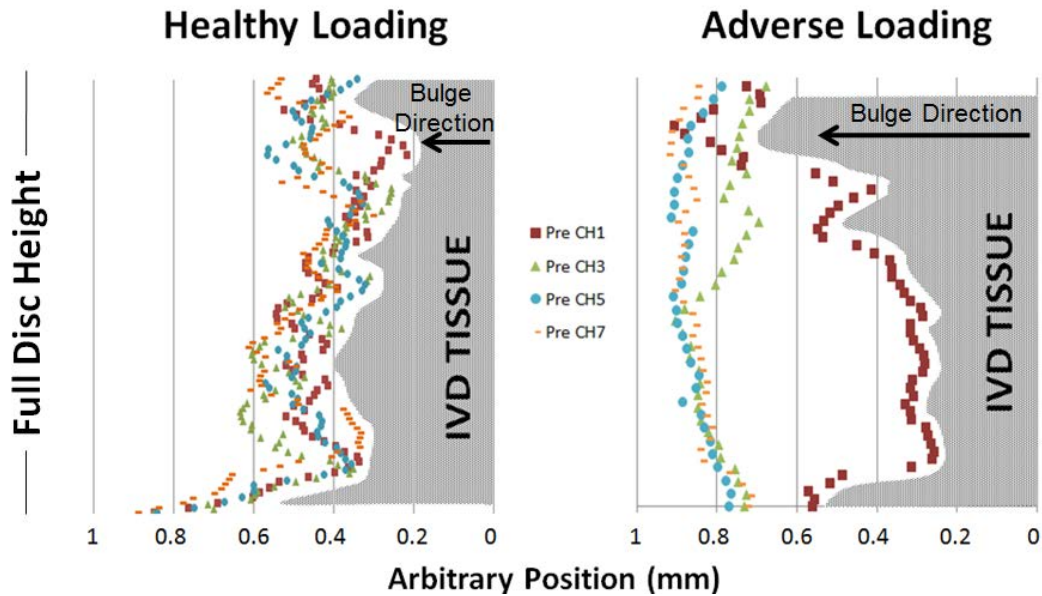 Healthy Loading
Adverse Loading
Full Disc Height
Bulge
Direction
IVD TISSUE
Bulge Direction
IVD TISSUE
Pre CH1
Pre CH3
Pre CH5
Pre CH7
1 0.8 0.6 0.4 0.2 0
1 0.8 0.6 0.4 0.2 0
Arbitrary Position (mm)